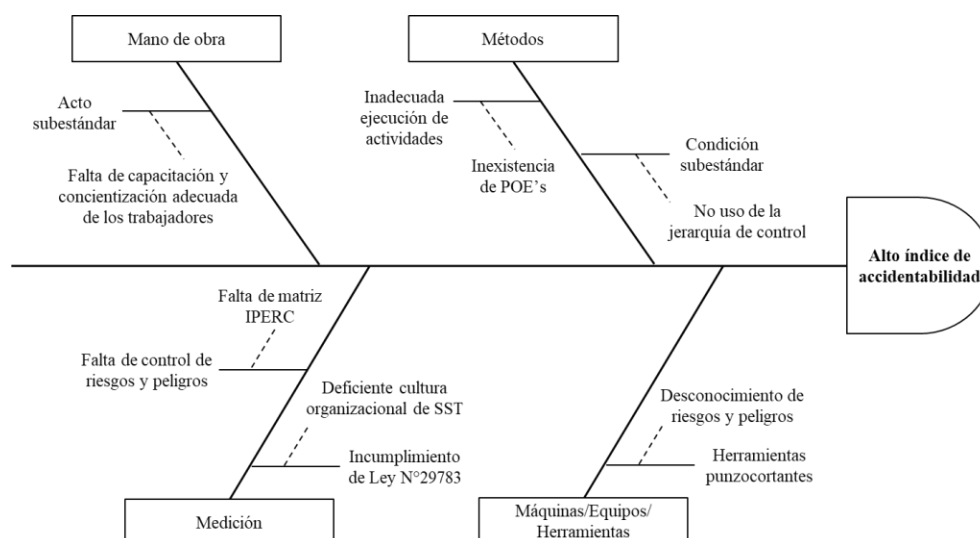 Mano de obra
Métodos
Acto
subestándar
Falta de capacitación y
concientización adecuada
de los trabajadores
Inadecuada
ejecución de
actividades
Inexistencia
de POE’s
Condición
subestándar
No uso de la
jerarquía de control
Alto índice de
accidentabilidad
Falta de matriz
IPERC
Falta de control de
riesgos y peligros
Deficiente cultura
organizacional de SST
Incumplimiento
de Ley N°29783
Desconocimiento de
riesgos y peligros
Herramientas
punzocortantes
Medición
Máquinas/Equipos/
Herramientas